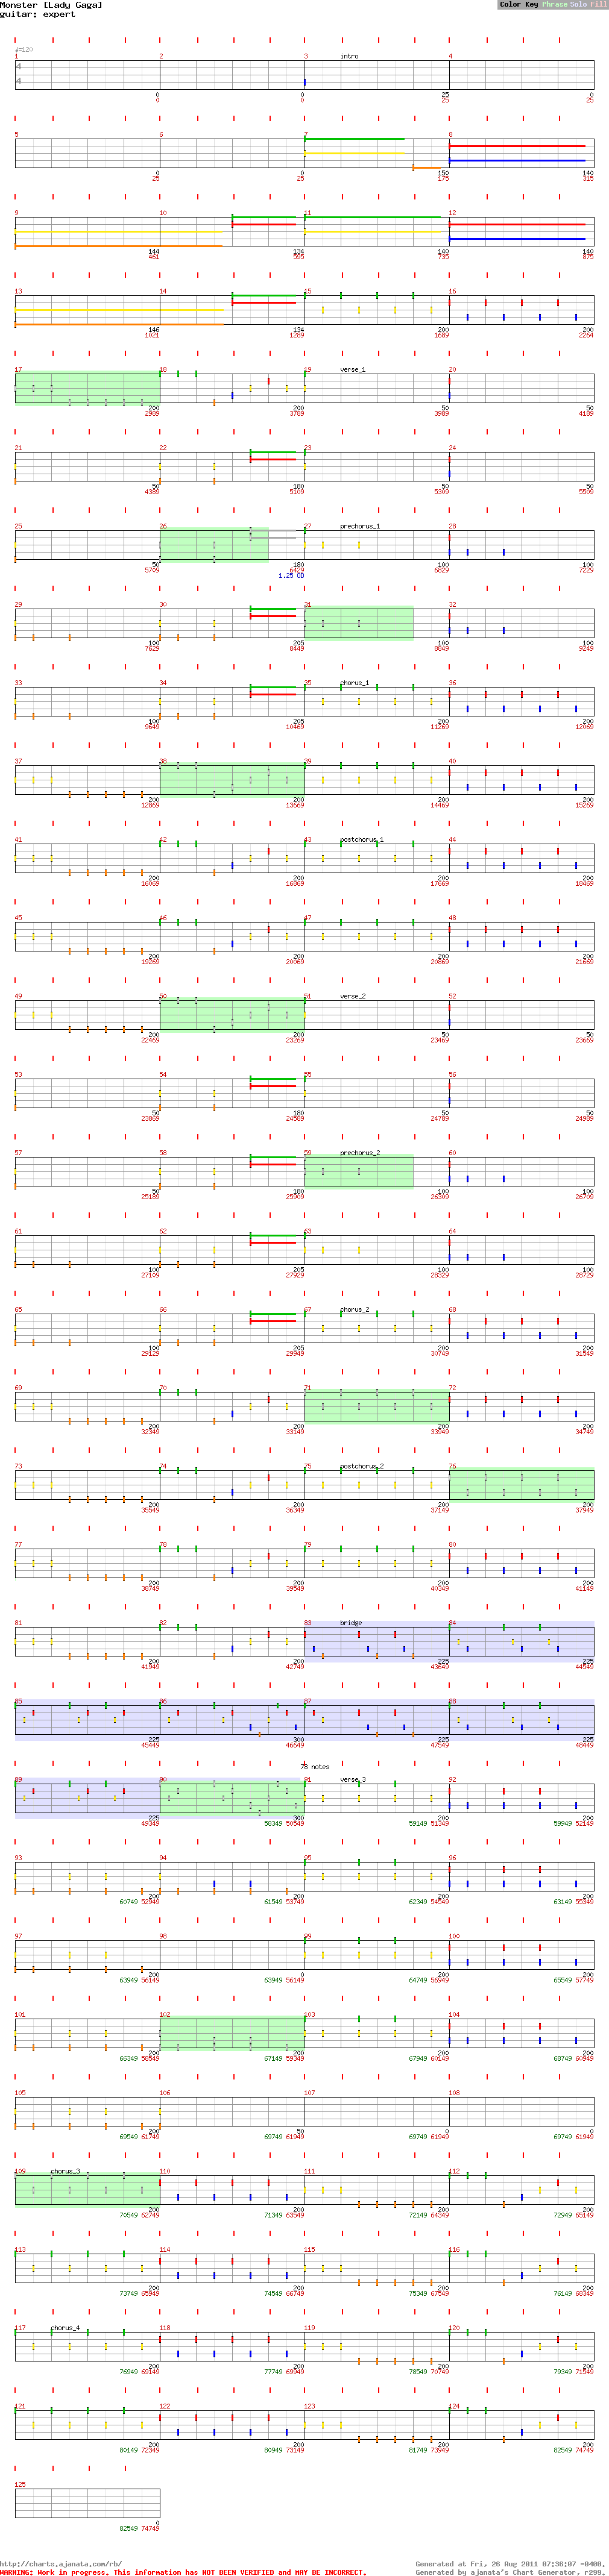 Monster [Lady Gaga]
Color Key Phrase Solo Fill
guitar; expert
♩=120
1 2 3 intro 4
4
4
0 0 25 0
0 0 25 25
5 6 7 8
0 0 150 140
25 25 175 315
9 10 11 12
144 134 140 140
461 595 735 875
13 14 15 16
146 134 200 200
1021 1289 1689 2264
17 18 19 verse_1 20
200 200 50 50
2989 3789 3989 4189
21 22 23 24
50 180 50 50
4389 5109 5309 5509
25 26 27 prechorus_1 28
50 180 100 100
5709 6429 6829 7229
1.25 OD
29 30 31 32
100 205 100 100
7629 8449 8849 9249
33 34 35 chorus_1 36
100 205 200 200
9649 10469 11269 12069
37 38 39 40
200 200 200 200
12869 13669 14469 15269
41 42 43 postchorus_1 44
200 200 200 200
16069 16869 17669 18469
45 46 47 48
200 200 200 200
19269 20069 20869 21669
49 50 51 verse_2 52
200 200 50 50
22469 23269 23469 23669
53 54 55 56
50 180 50 50
23869 24589 24789 24989
57 58 59 prechorus_2 60
50 180 100 100
25189 25909 26309 26709
61 62 63 64
100 205 100 100
27109 27929 28329 28729
65 66 67 chorus_2 68
100 205 200 200
29129 29949 30749 31549
69 70 71 72
200 200 200 200
32349 33149 33949 34749
73 74 75 postchorus_2 76
200 200 200 200
35549 36349 37149 37949
77 78 79 80
200 200 200 200
38749 39549 40349 41149
81 82 83 bridge 84
200 200 225 225
41949 42749 43649 44549
85 86 87 88
225 300 225 225
45449 46649 47549 48449
78 notes
89 90 91 verse_3 92
225 300 200 200
49349 58349 50549 59149 51349 59949 52149
93 94 95 96
200 200 200 200
60749 52949 61549 53749 62349 54549 63149 55349
97 98 99 100
200 0 200 200
63949 56149 63949 56149 64749 56949 65549 57749
101 102 103 104
200 200 200 200
66349 58549 67149 59349 67949 60149 68749 60949
105 106 107 108
200 50 0 0
69549 61749 69749 61949 69749 61949 69749 61949
109 chorus_3 110 111 112
200 200 200 200
70549 62749 71349 63549 72149 64349 72949 65149
113 114 115 116
200 200 200 200
73749 65949 74549 66749 75349 67549 76149 68349
117 chorus_4 118 119 120
200 200 200 200
76949 69149 77749 69949 78549 70749 79349 71549
121 122 123 124
200 200 200 200
80149 72349 80949 73149 81749 73949 82549 74749
125
0
82549 74749
http://charts.ajanata.com/rb/ Generated at Fri, 26 Aug 2011 07:36:07 -0400.
WARNING: Work in progress. This information has NOT BEEN VERIFIED and MAY BE INCORRECT. Generated by ajanata's Chart Generator, r299.